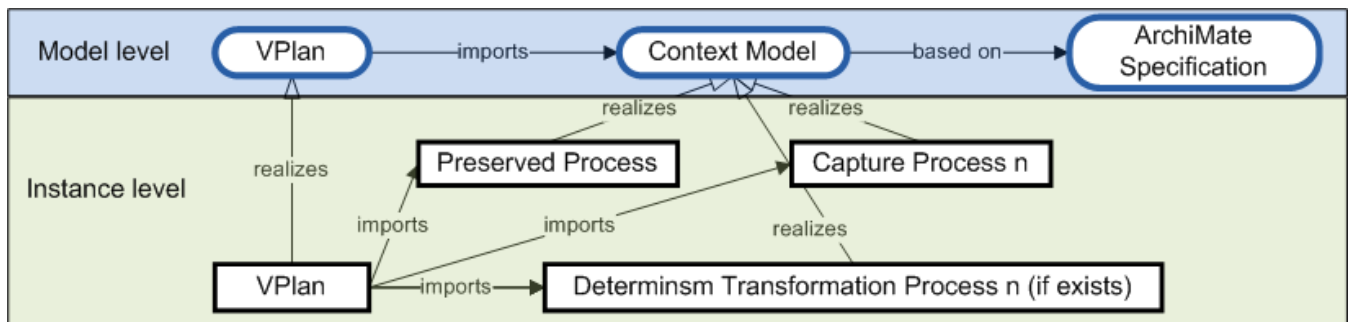 Model level
VPlan
imports
Context Model
based on
ArchiMate
Specification
realizes
realizes
Preserved Process
Capture Process n
realizes
Instance level
imports
imports
realizes
VPlan
imports
Determinsm Transformation Process n (if exists)